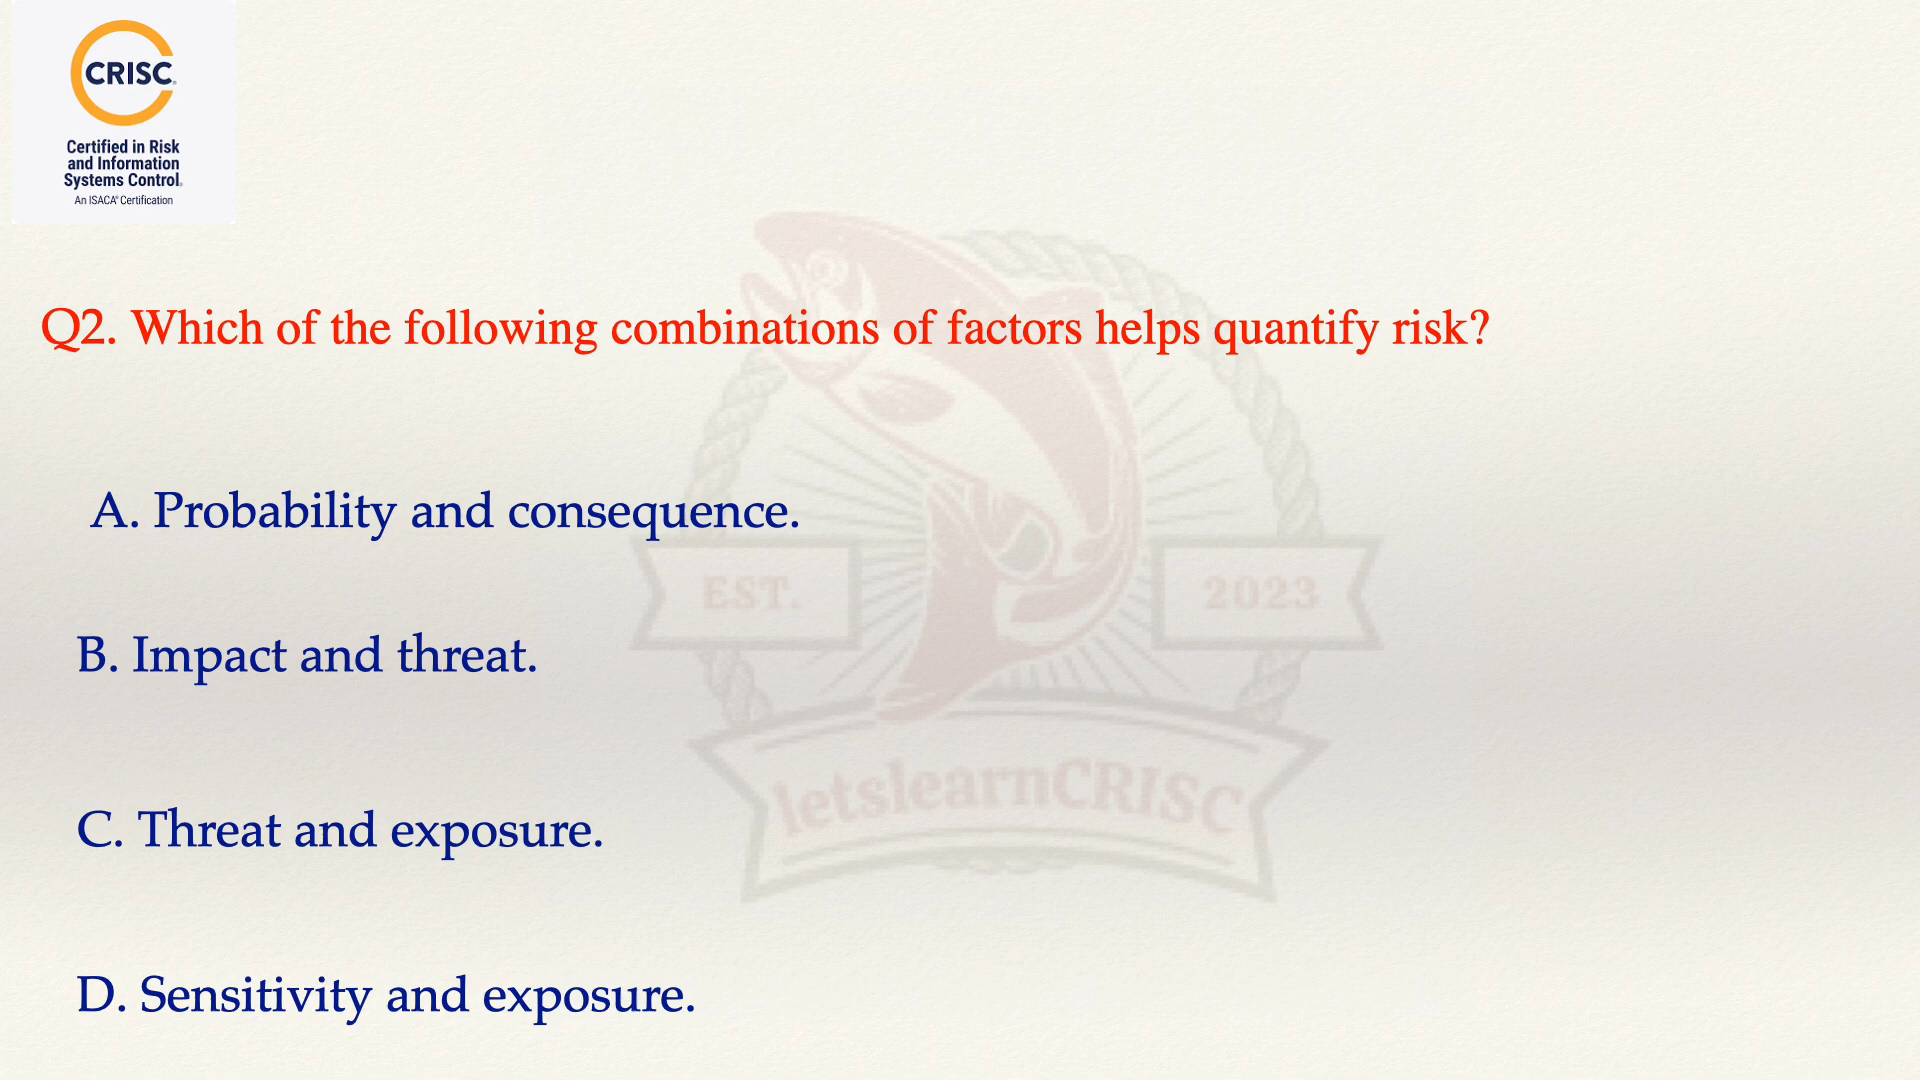 CRISC
Certified in Risk
and Information
Systems Control®
An ISACA® Certification
Q2. Which of the following combinations of factors helps quantify risk?
A. Probability and consequence.
B. Impact and threat.
EST. 2023
C. Threat and exposure.
letslearnCRISC
D. Sensitivity and exposure.